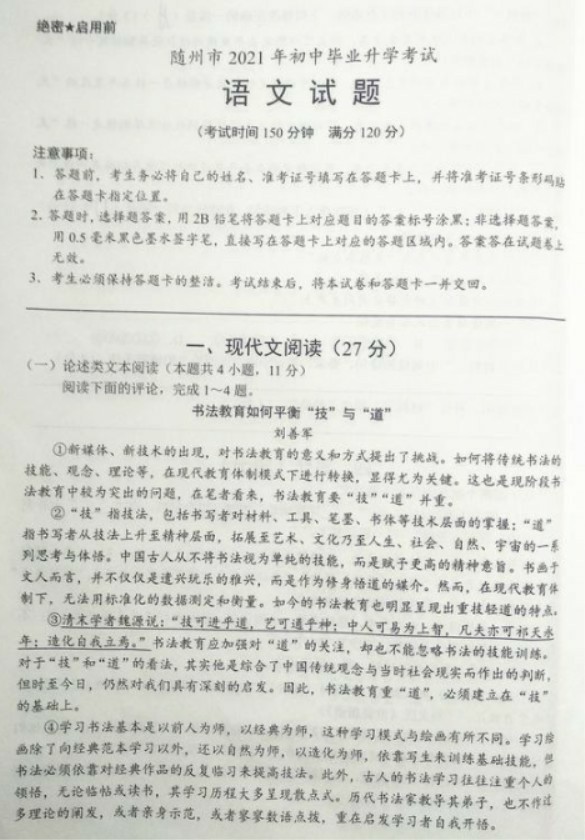 绝密★启用前
随州市 2021 年初中毕业升学考试
语文试题
（考试时间 150 分钟　满分 120 分）
注意事项：
1．答题前，考生务必将自己的姓名、准考证号填写在答题卡上，并将准考证号条形码贴
在答题卡指定位置。
2．答题时，选择题答案，用 2B 铅笔将答题卡上对应题目的答案标号涂黑；非选择题答案，
用 0.5 毫米黑色墨水签字笔，直接写在答题卡上对应的答题区域内。答案答在试题卷上
无效。
3．考生必须保持答题卡的整洁。考试结束后，将本试卷和答题卡一并交回。
一、现代文阅读（27 分）
（一）论述类文本阅读（本题共 4 小题，11 分）
阅读下面的评论，完成 1～4 题。
书法教育如何平衡“技”与“道”
刘善军
①新媒体、新技术的出现，对书法教育的意义和方式提出了挑战。如何将传统书法的
技能、观念、理论等，在现代教育体制模式下进行转换，显得尤为关键。这也是现阶段书
法教育中较为突出的问题，在笔者看来，书法教育要“技”“道”并重。
②“技”指技法，包括书写者对材料、工具、笔墨、书体等技术层面的掌握；“道”
指书写者从技法上升至精神层面，拓展至艺术、文化乃至人生、社会、自然、宇宙的一系
列思考与体悟。中国古人从不将书法视为单纯的技能，而是赋予更高的精神意旨。书画于
文人而言，并不仅仅是遣兴玩乐的雅兴，而是作为修身悟道的媒介。然而，在现代教育体
制下，无法用标准化的数据测定和衡量。如今的书法教育也明显呈现出重技轻道的特点。
③清末学者魏源说：“技可进乎道，艺可通乎神；中人可易为上智，凡夫亦可祈天永
年；造化自我立焉。”书法教育应加强对“道”的关注，却也不能忽略书法的技能训练。
对于“技”和“道”的看法，其实他是综合了中国传统观念与当时社会现实而作出的判断，
但时至今日，仍然对我们具有深刻的启发。因此，书法教育重“道”，必须建立在“技”
的基础上。
④学习书法基本是以前人为师，以经典为师，这种学习模式与绘画有所不同。学习绘
画除了向经典范本学习以外，还以自然为师，以造化为师，依靠写生来训练基础技能，但
书法必须依靠对经典作品的反复临习来提高技法。此外，古人的书法学习往往注重个人的
领悟，无论临帖或读书，其学习历程大多呈现散点式。历代书法家教导其弟子，也不作过
多理论的阐发，或者亲身示范，或者寥寥数语点拨，重在启发学习者自我开悟。